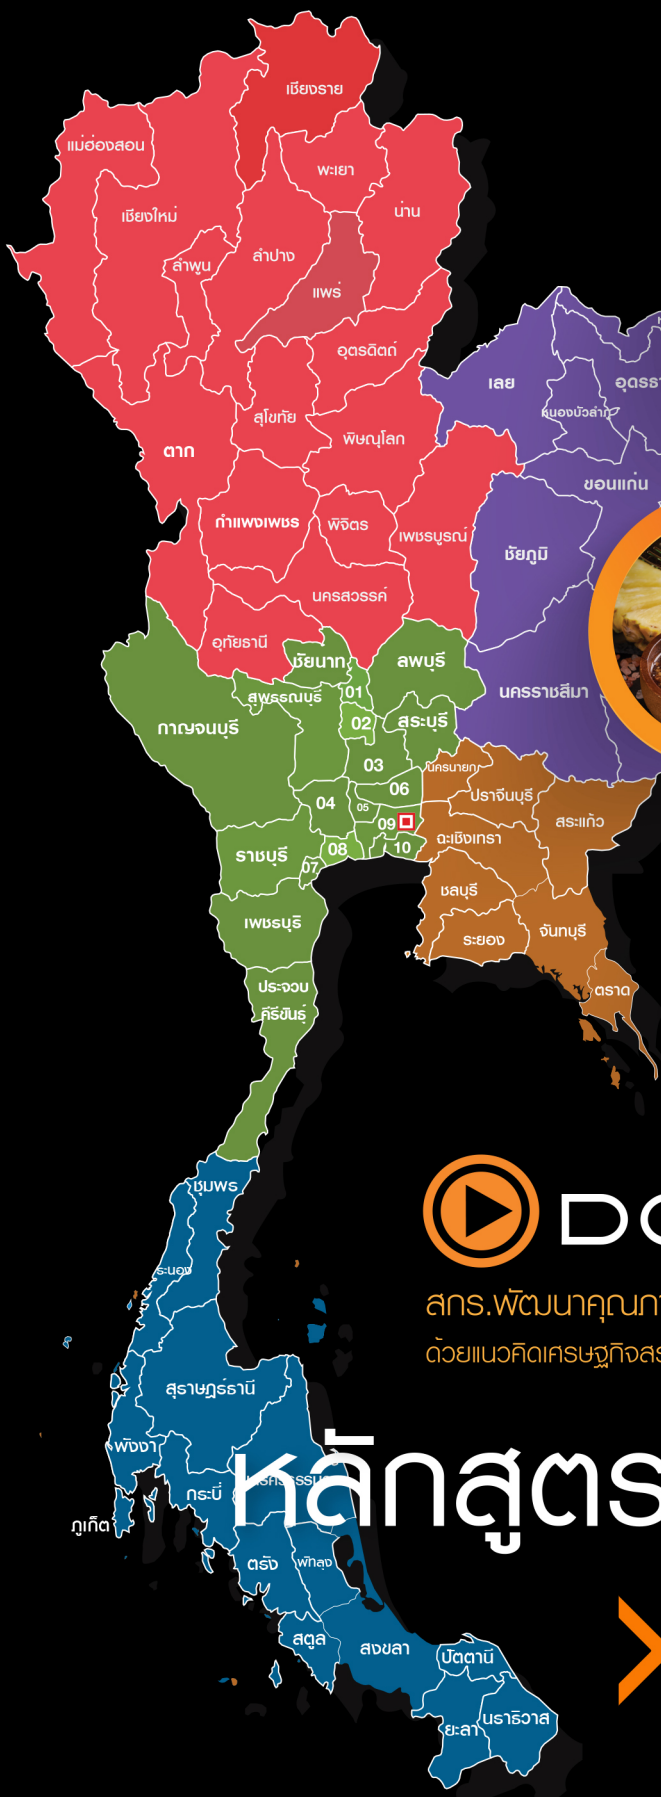 เชียงราย
แม่ฮ่องสอน
พะเยา
เชียงใหม่
น่าน
ลำพูน
ลำปาง
แพร่
อุตรดิตถ์
เลย
อุดรธา
สุโขทัย
หนองบัวลำภู
ตาก
พิษณุโลก
ขอนแก่น
กำแพงเพชร
พิจิตร
เพชรบูรณ์
ชัยภูมิ
นครสวรรค์
อุทัยธานี
ชัยนาท
ลพบุรี
สุพรรณบุรี
01
นครราชสีมา
กาญจนบุรี
02
สระบุรี
03
นครนายก
06
ปราจีนบุรี
04
05
09
สระแก้ว
ฉะเชิงเทรา
ราชบุรี
08
10
07
ชลบุรี
เพชรบุรี
ระยอง
จันทบุรี
ประจวบ
คีรีขันธุ์
ตราด
ชุมพร
ระนอง
สกร.พัฒนาคุณภา
ด้วยแนวคิดเศรษฐกิจสร
สุราษฎร์ธานี
พังงา
กระบี่
หลักสูตร
ภูเก็ต
ตรัง
พัทลุง
สตูล
สงขลา
ปัตตานี
ยะลา
นราธิวาส